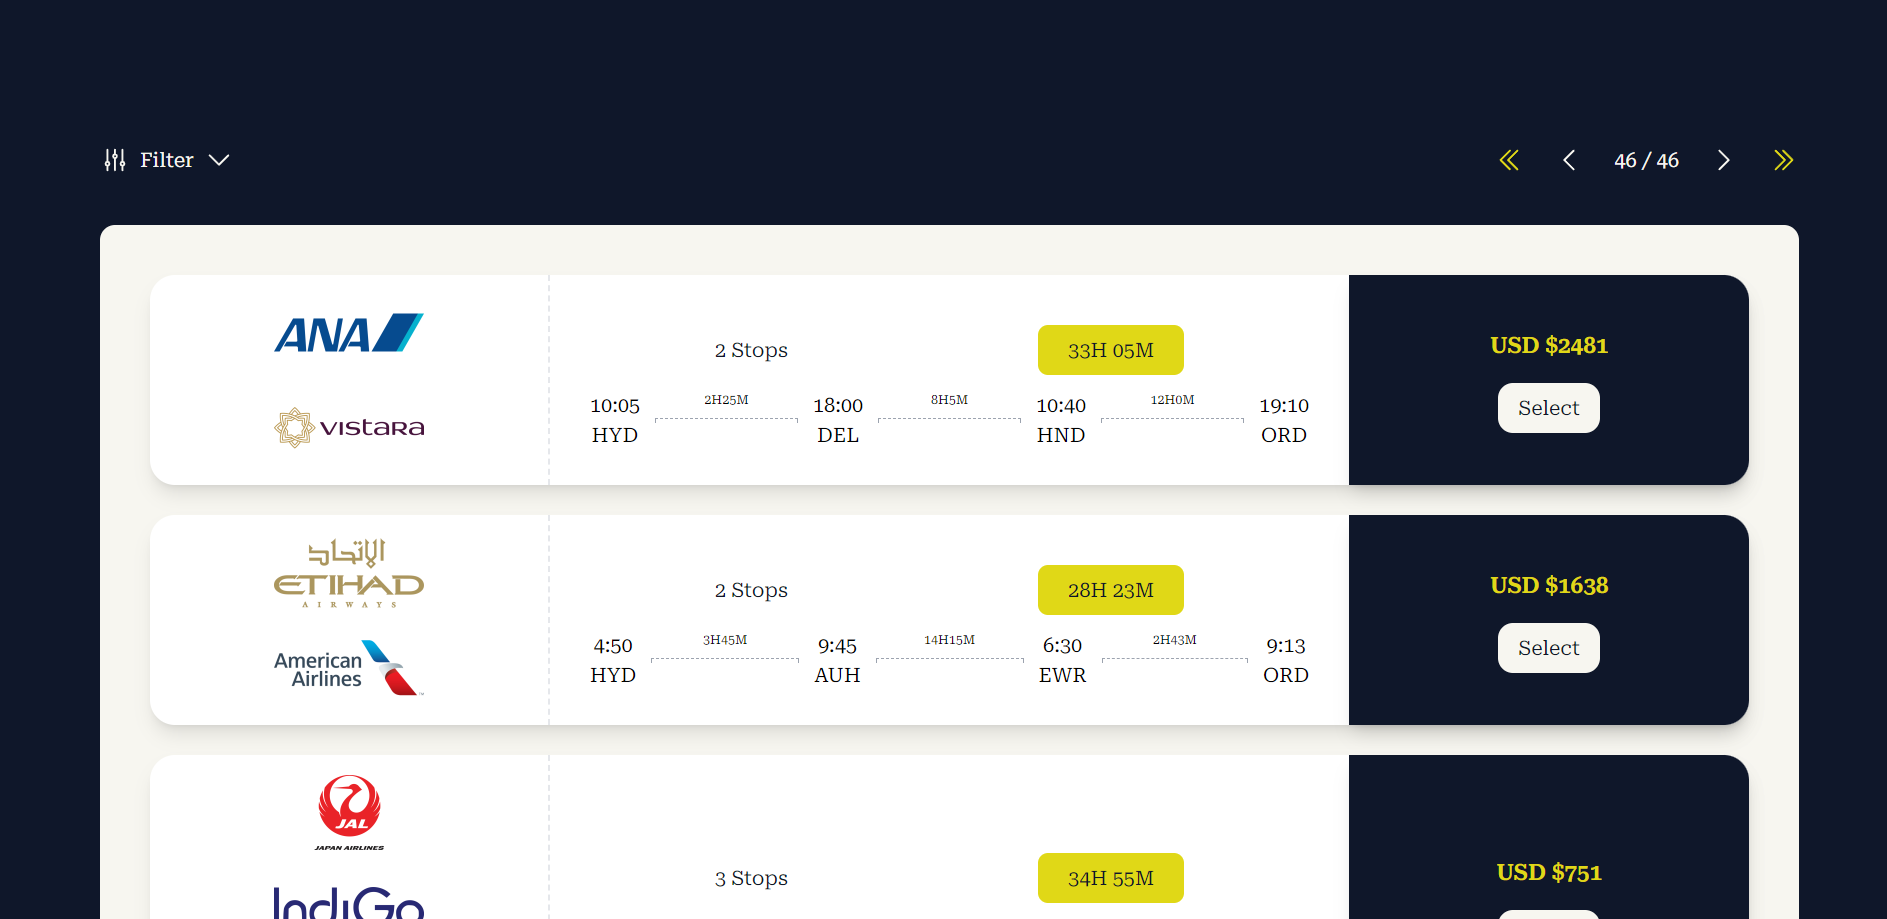 Filter
46 / 46
ANA
VISTARA
2 Stops
33H 05M
10:05
2H25M
18:00
8H5M
10:40
12H0M
19:10
HYD
DEL
HND
ORD
USD $2481
Select
الإتحاد
ETIHAD
AIRWAYS
American
Airlines
2 Stops
28H 23M
4:50
3H45M
9:45
14H15M
6:30
2H43M
9:13
HYD
AUH
EWR
ORD
USD $1638
Select
JAL
JAPAN AIRLINES
IndiGo
3 Stops
34H 55M
USD $751